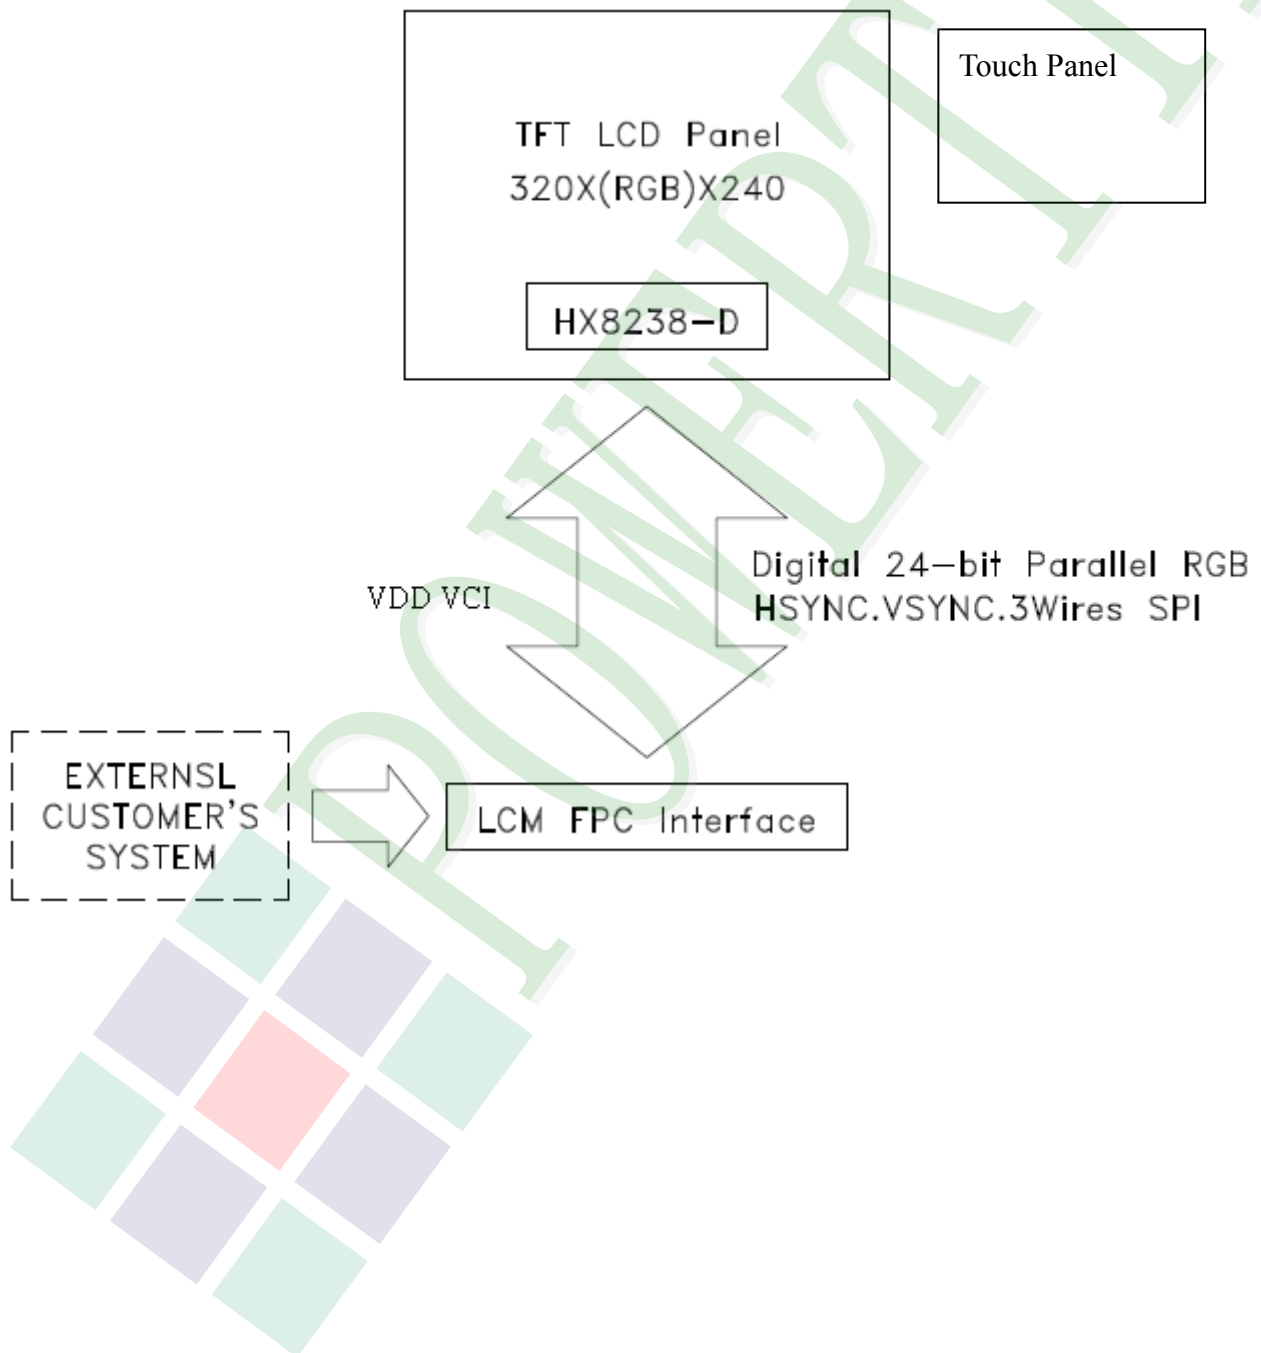 Touch Panel
TFT LCD Panel
320X(RGB)X240
HX8238-D
VDD VCI
Digital 24-bit Parallel RGB
HSYNC.VSYNC.3Wires SPI
EXTERNSL
CUSTOMER'S
SYSTEM
LCM FPC Interface
POWERT